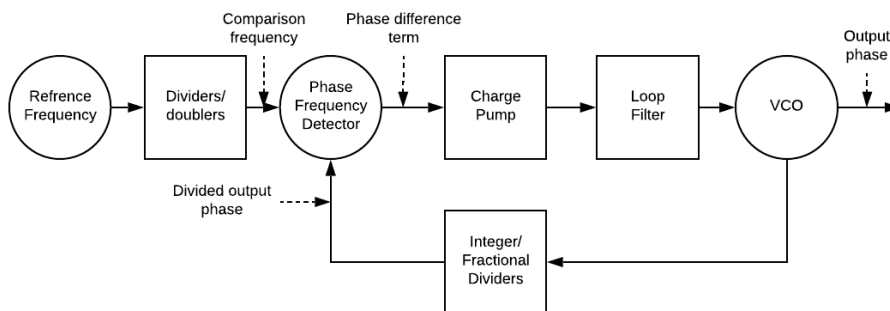 Comparison
frequency
Phase difference
term
Output
phase
Refrence
Frequency
Dividers/
doublers
Phase
Frequency
Detector
Charge
Pump
Loop
Filter
VCO
Divided output
phase
Integer/
Fractional
Dividers